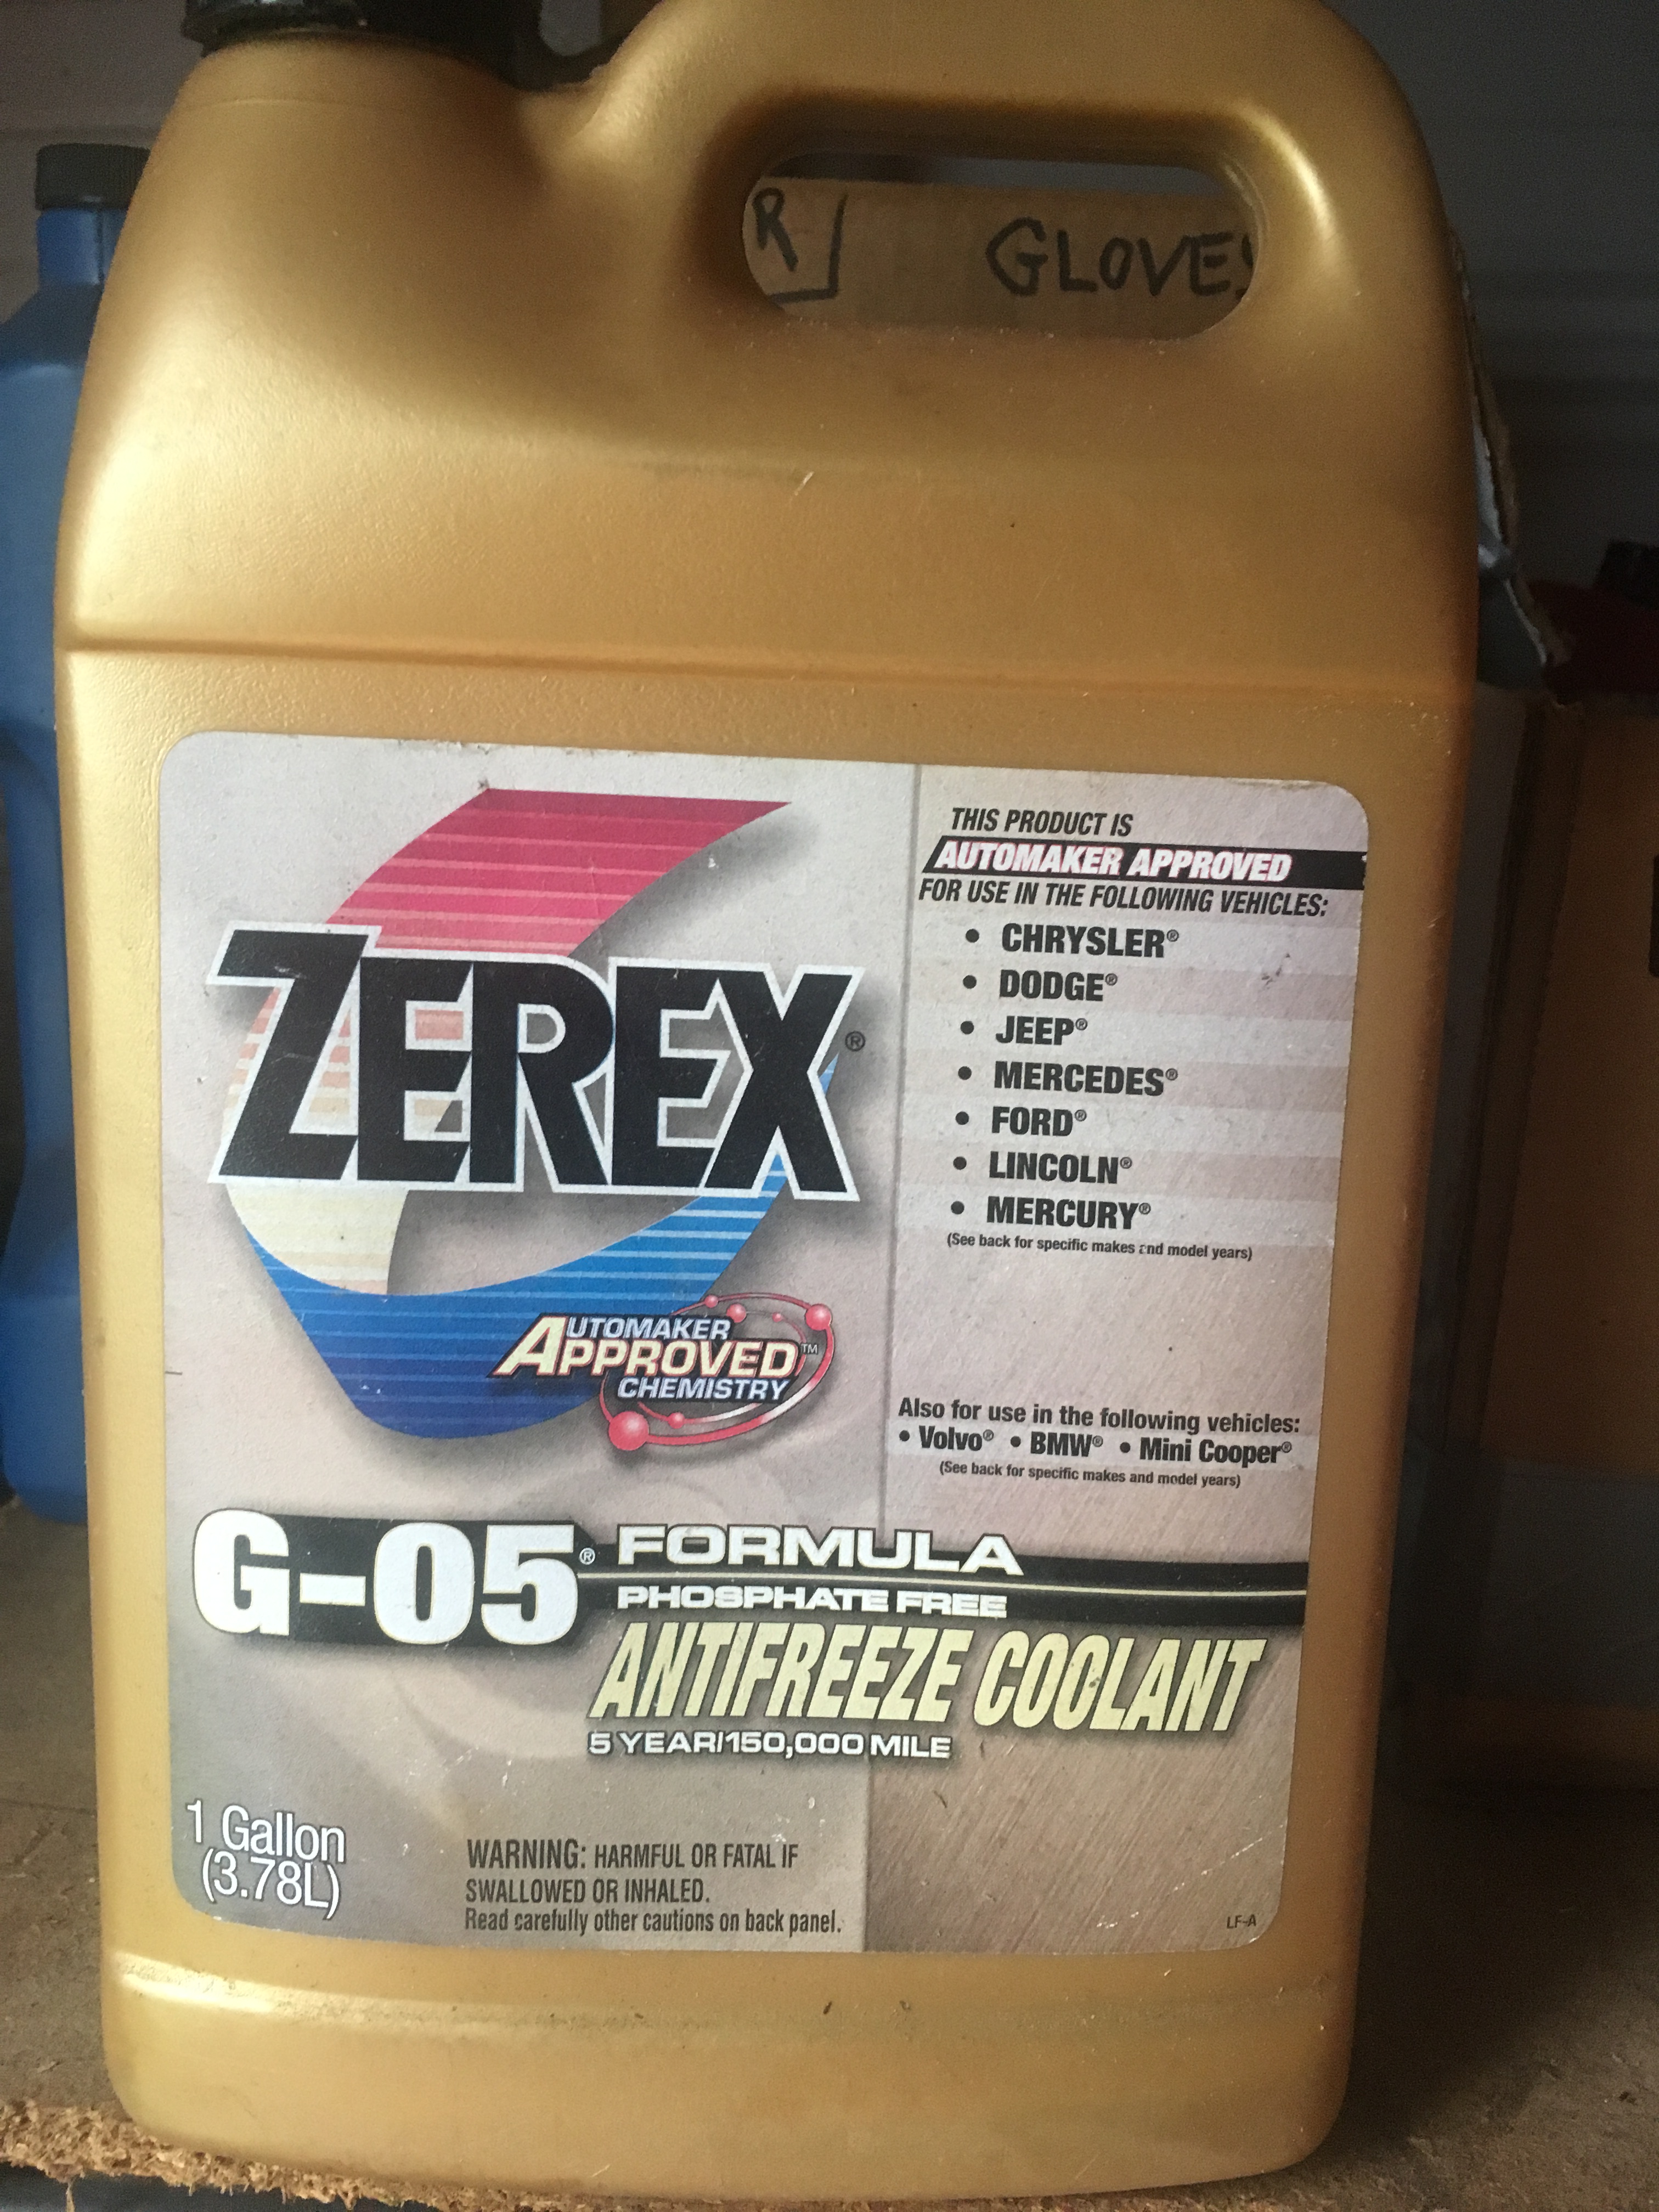 R GLOVES
THIS PRODUCT IS
AUTOMAKER APPROVED
FOR USE IN THE FOLLOWING VEHICLES:
• CHRYSLER®
• DODGE®
• JEEP®
• MERCEDES®
• FORD®
• LINCOLN®
• MERCURY®
(See back for specific makes and model years)
ZEREX®
AUTOMAKER
APPROVED™
CHEMISTRY
Also for use in the following vehicles:
• Volvo® • BMW® • Mini Cooper®
(See back for specific makes and model years)
G-05® FORMULA
PHOSPHATE FREE
ANTIFREEZE COOLANT
5 YEAR/150,000 MILE
1 Gallon
(3.78L)
WARNING: HARMFUL OR FATAL IF
SWALLOWED OR INHALED.
Read carefully other cautions on back panel.
LF-A